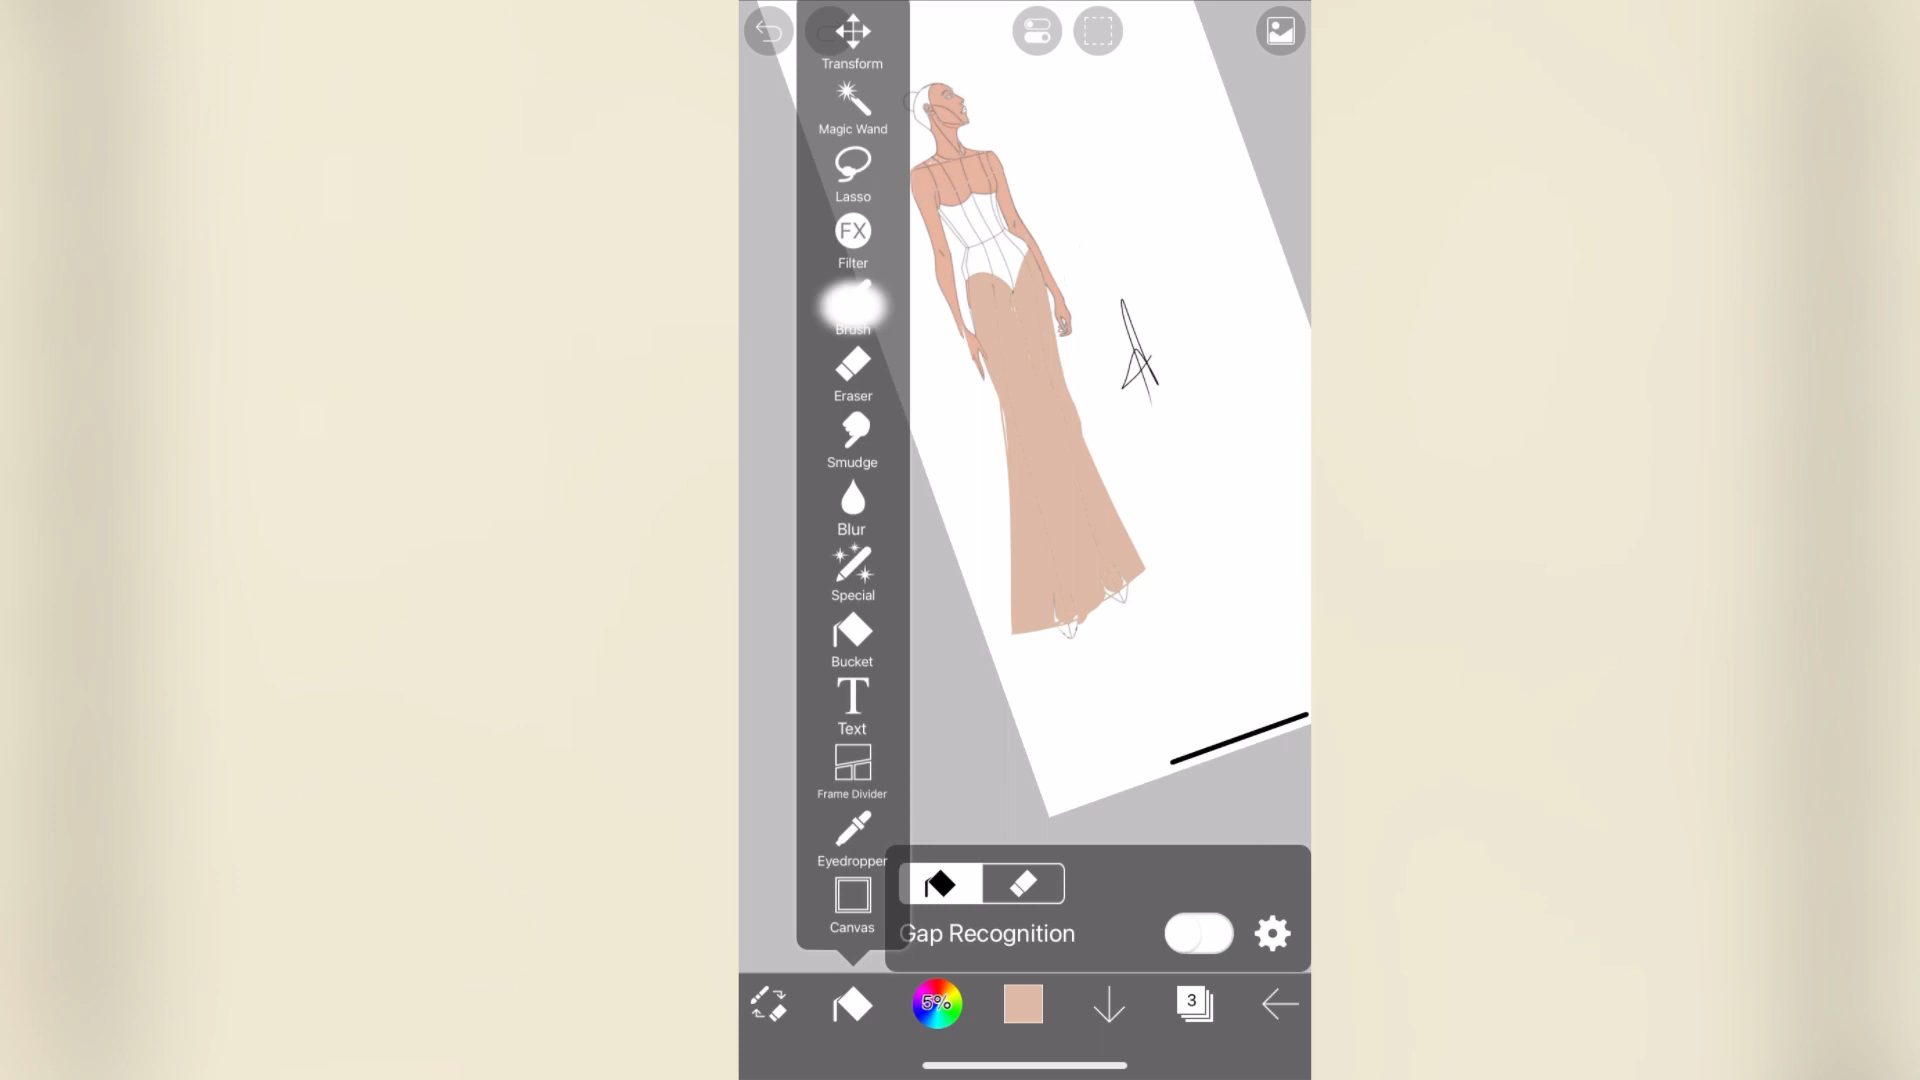 Transform
Magic Wand
Lasso
FX
Filter
Brush
Eraser
Smudge
Blur
Special
Bucket
T
Text
Frame Divider
Eyedropper
Canvas
Gap Recognition
5%
3